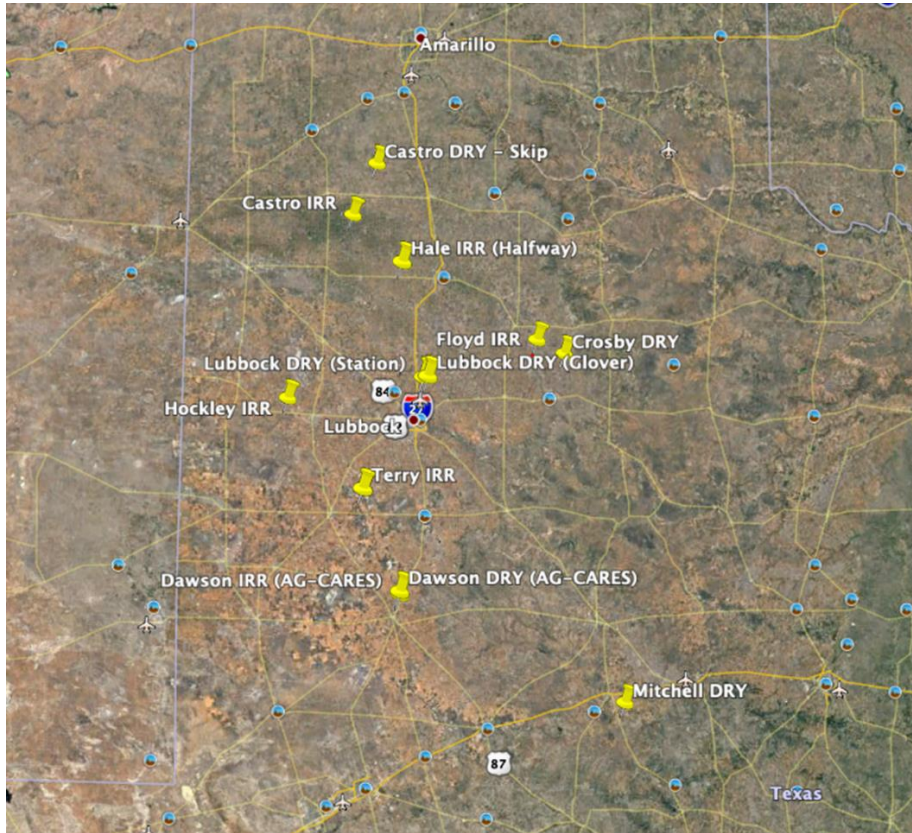 Amarillo
Castro DRY - Skip
Castro IRR
Hale IRR (Halfway)
Floyd IRR
Crosby DRY
Lubbock DRY (Station)
Lubbock DRY (Glover)
84
Hockley IRR
27
Lubbock
Terry IRR
Dawson IRR (AG-CARES)
Dawson DRY (AG-CARES)
Mitchell DRY
87
Texas